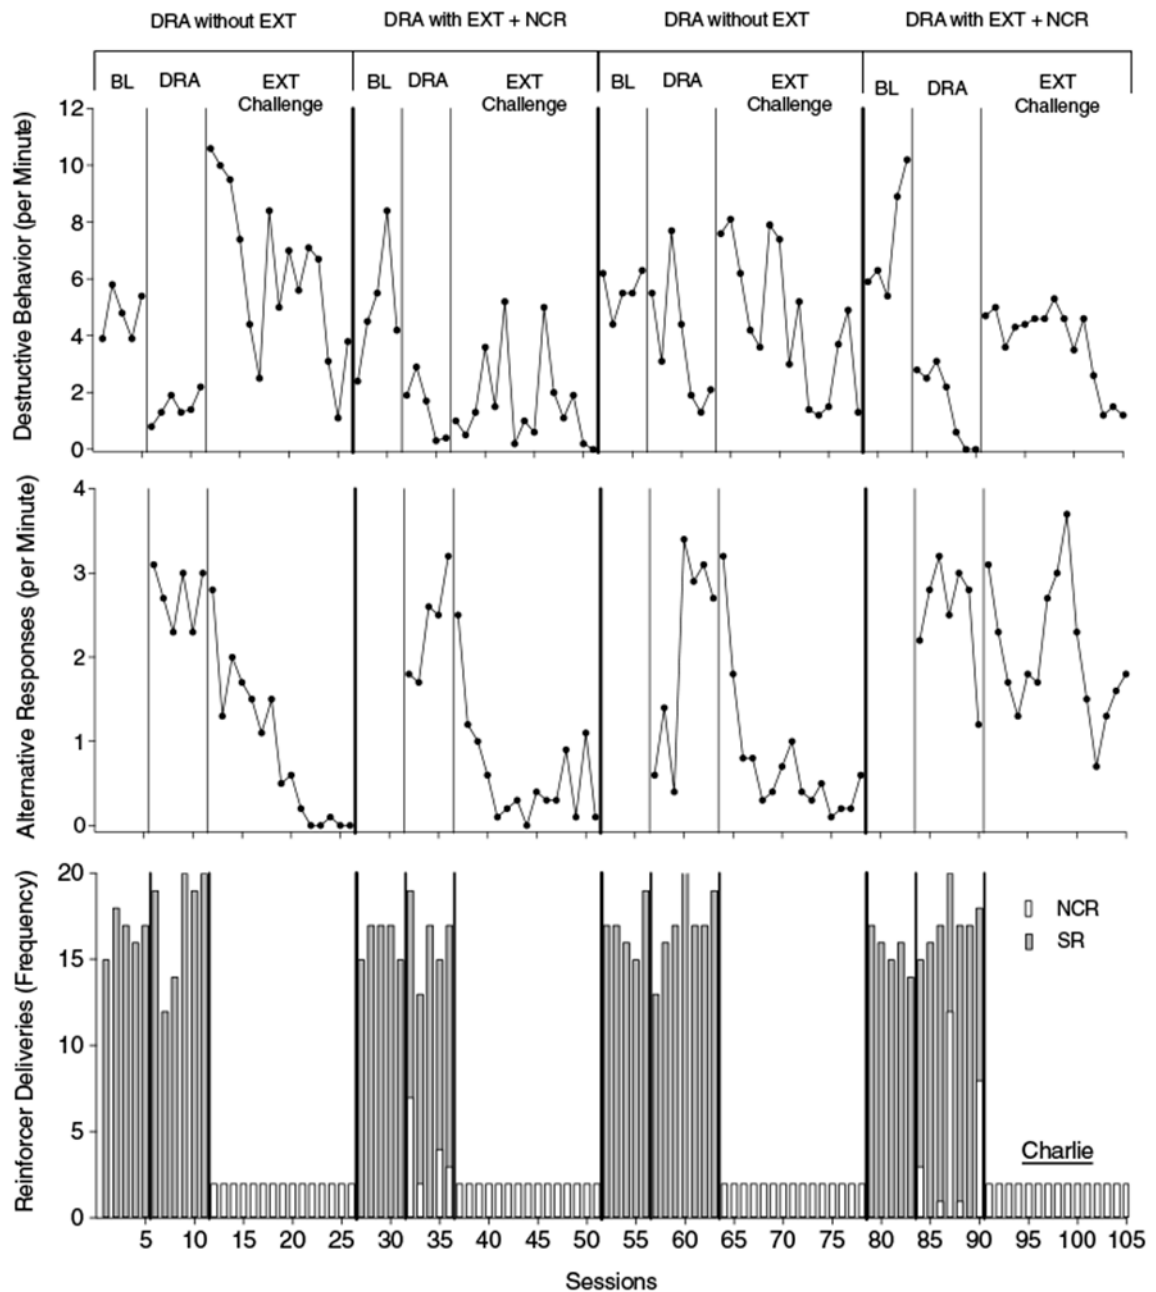 DRA without EXT DRA with EXT + NCR DRA without EXT DRA with EXT + NCR
BL DRA EXT Challenge BL DRA EXT Challenge BL DRA EXT Challenge BL DRA EXT Challenge
Destructive Behavior (per Minute)
12
10
8
6
4
2
0
Alternative Responses (per Minute)
4
3
2
1
0
Reinforcer Deliveries (Frequency)
20
15
10
5
0
NCR
SR
Charlie
5 10 15 20 25 30 35 40 45 50 55 60 65 70 75 80 85 90 95 100 105
Sessions